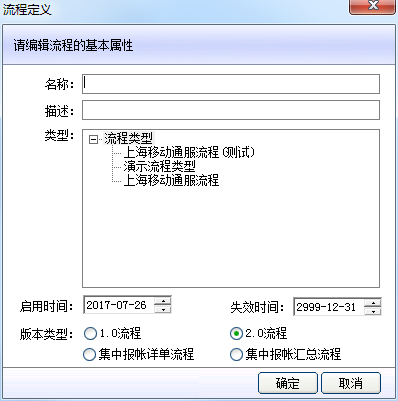 流程定义
请编辑流程的基本属性
名称：
描述：
类型：
流程类型
上海移动通服流程(测试)
演示流程类型
上海移动通服流程
启用时间： 2017-07-26 失效时间： 2999-12-31
版本类型： 1.0流程 2.0流程
集中报帐详单流程 集中报帐汇总流程
确定 取消